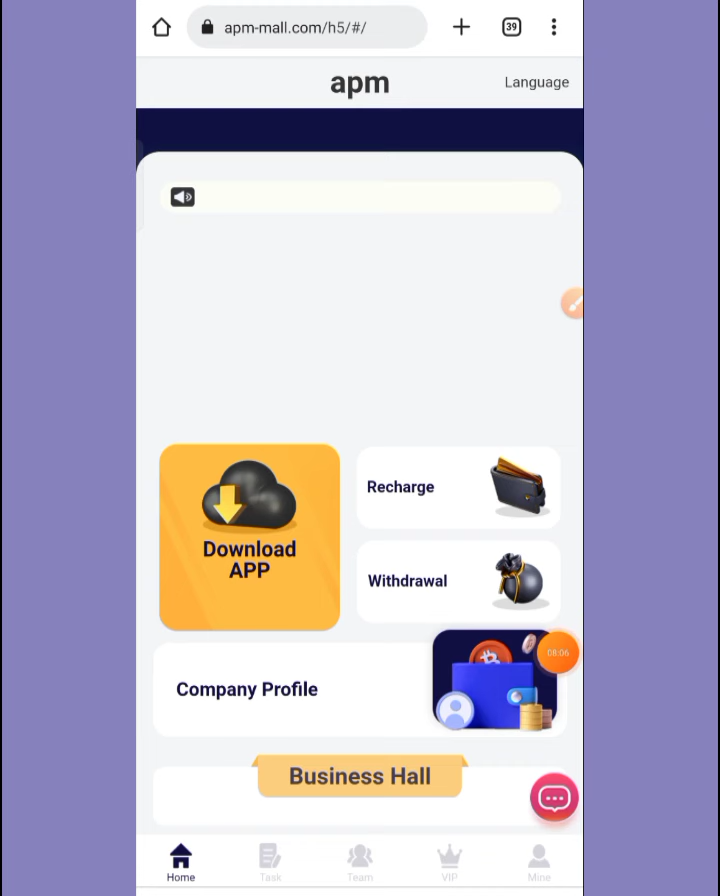 apm-mall.com/h5/#/
39
apm
Language
Download
APP
Recharge
Withdrawal
08:06
Company Profile
Business Hall
Home
Task
Team
VIP
Mine